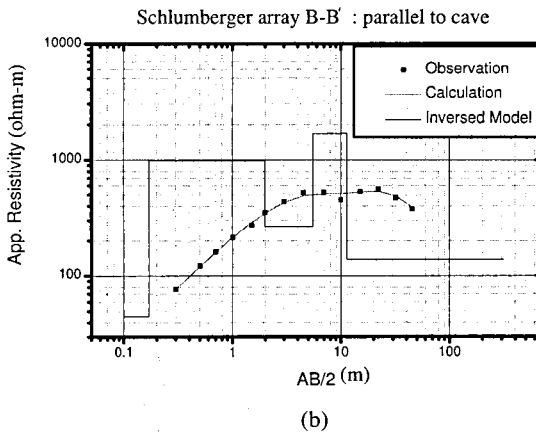 Schlumberger array B-B' : parallel to cave
10000
1000
100
App. Resistivity (ohm-m)
Observation
Calculation
Inversed Model
0.1
1
10
100
AB/2 (m)
(b)